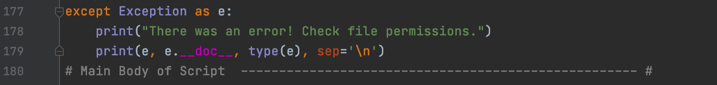 177 except Exception as e:
178     print("There was an error! Check file permissions.")
179     print(e, e.__doc__, type(e), sep='\n')
180 # Main Body of Script  -------------------------------------------------- #